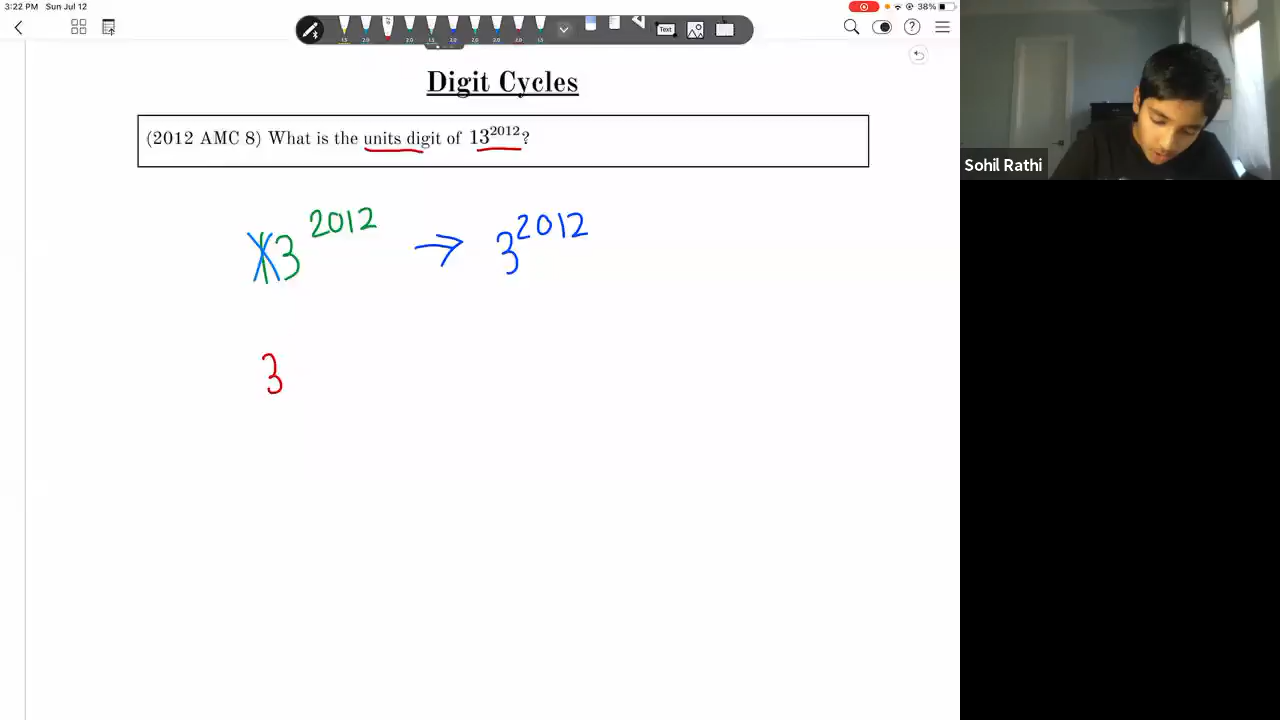 3:22 PM Sun Jul 12
38%
Text
Digit Cycles
(2012 AMC 8) What is the units digit of 13^2012?
13^2012 → 3^2012
3
Sohil Rathi